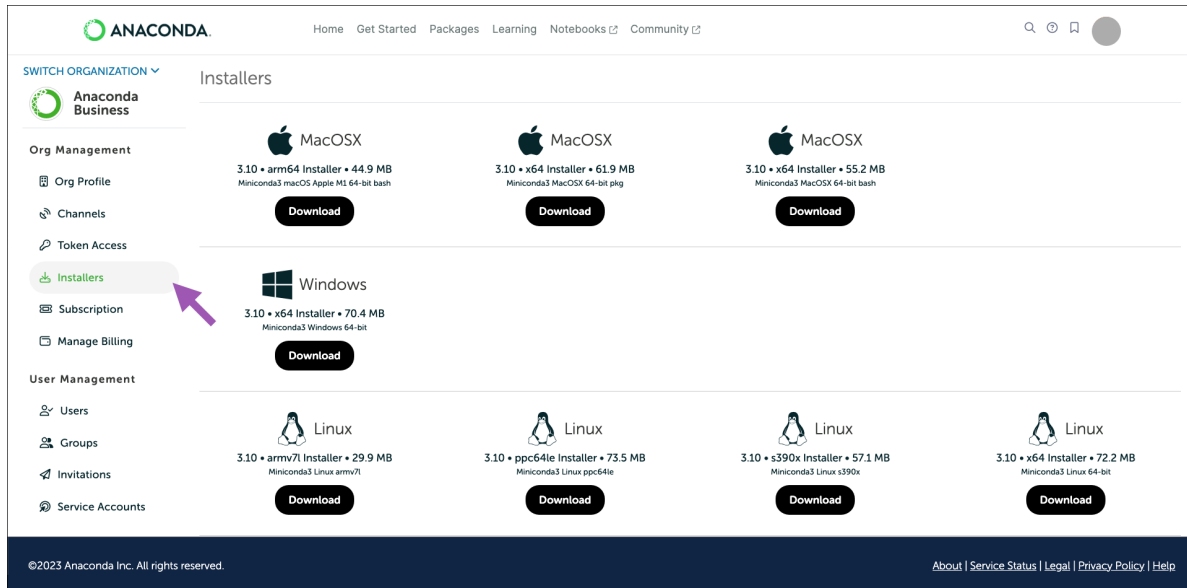 ANACONDA.
Home Get Started Packages Learning Notebooks Community
SWITCH ORGANIZATION
Anaconda
Business
Org Management
Org Profile
Channels
Token Access
Installers
Subscription
Manage Billing
User Management
Users
Groups
Invitations
Service Accounts
Installers
MacOSX
3.10 • arm64 Installer • 44.9 MB
Miniconda3 macOS Apple M1 64-bit bash
Download
MacOSX
3.10 • x64 Installer • 61.9 MB
Miniconda3 MacOSX 64-bit pkg
Download
MacOSX
3.10 • x64 Installer • 55.2 MB
Miniconda3 MacOSX 64-bit bash
Download
Windows
3.10 • x64 Installer • 70.4 MB
Miniconda3 Windows 64-bit
Download
Linux
3.10 • armv7l Installer • 29.9 MB
Miniconda3 Linux armv7l
Download
Linux
3.10 • ppc64le Installer • 73.5 MB
Miniconda3 Linux ppc64le
Download
Linux
3.10 • s390x Installer • 57.1 MB
Miniconda3 Linux s390x
Download
Linux
3.10 • x64 Installer • 72.2 MB
Miniconda3 Linux 64-bit
Download
©2023 Anaconda Inc. All rights reserved.
About | Service Status | Legal | Privacy Policy | Help